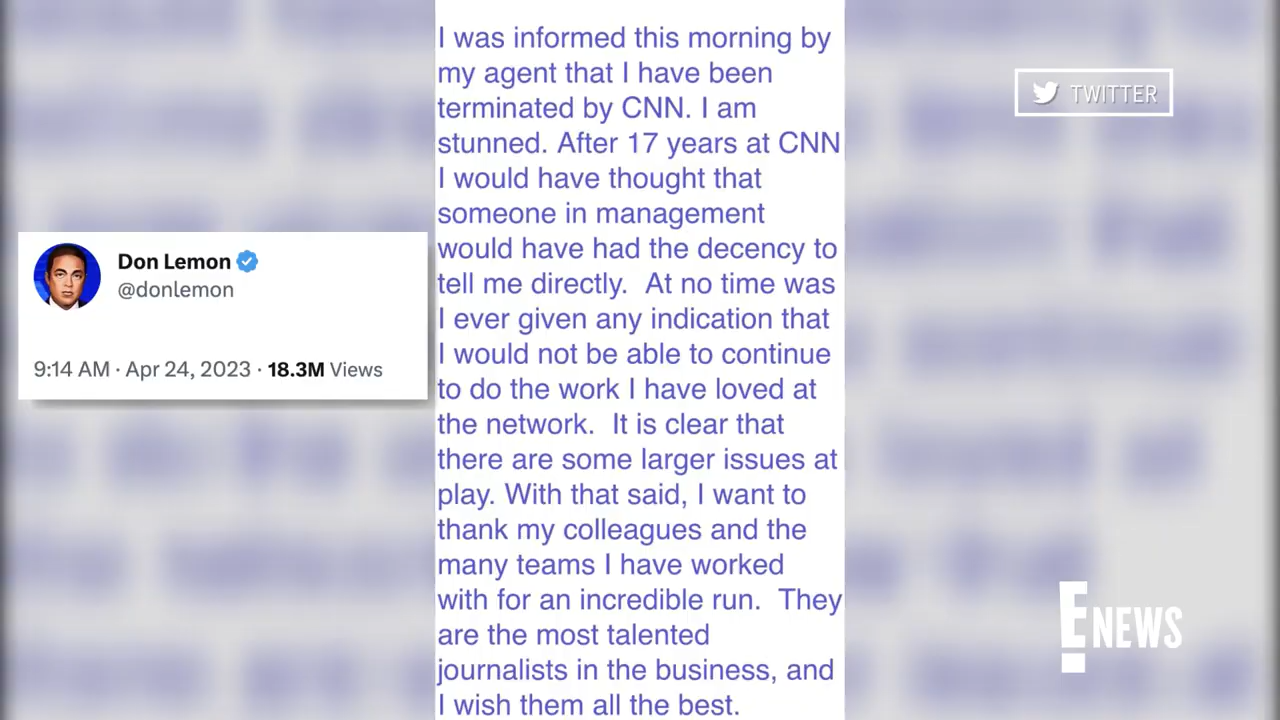 I was informed this morning by
my agent that I have been
terminated by CNN. I am
stunned. After 17 years at CNN
I would have thought that
someone in management
would have had the decency to
tell me directly.  At no time was
I ever given any indication that
I would not be able to continue
to do the work I have loved at
the network.  It is clear that
there are some larger issues at
play. With that said, I want to
thank my colleagues and the
many teams I have worked
with for an incredible run.  They
are the most talented
journalists in the business, and
I wish them all the best.
Don Lemon
@donlemon
9:14 AM · Apr 24, 2023 · 18.3M Views
TWITTER
E NEWS